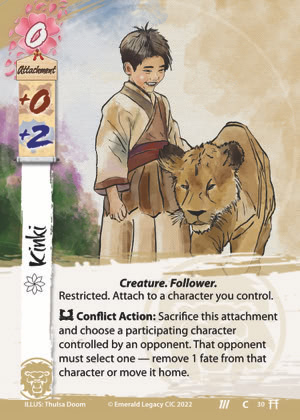 0
Attachment
+0
+2
Kinki
Creature. Follower.
Restricted. Attach to a character you control.
Conflict Action: Sacrifice this attachment
and choose a participating character
controlled by an opponent. That opponent
must select one — remove 1 fate from that
character or move it home.
ILLUS: Thulsa Doom
© Emerald Legacy CIC 2022
C
30